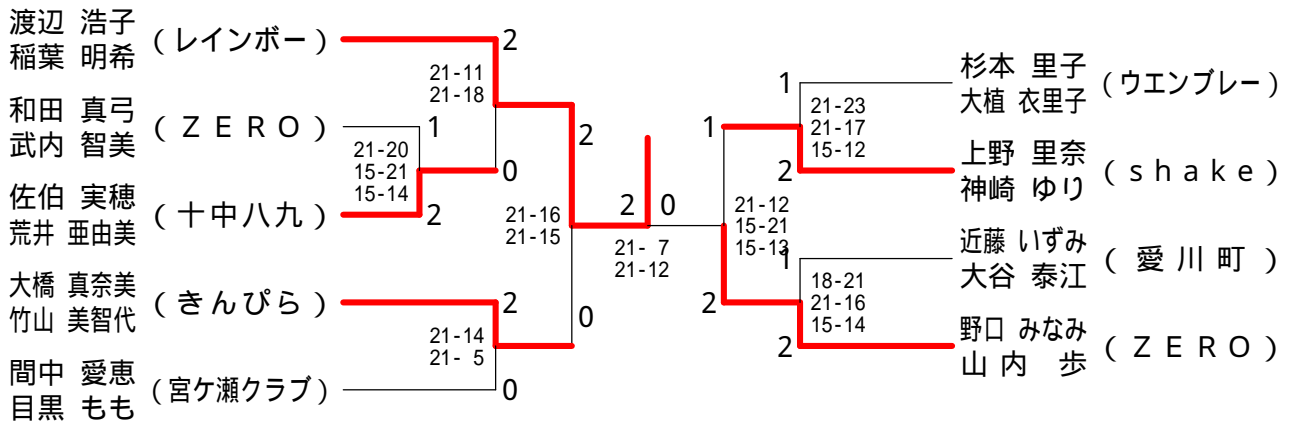 渡辺 浩子
稲葉 明希
(レインボー)
和田 真弓
武内 智美
(ZERO)
佐伯 実穂
荒井 亜由美
(十中八九)
大橋 真奈美
竹山 美智代
(きんぴら)
間中 愛恵
目黒 もも
(宮ケ瀬クラブ)
2
21-11
21-18
1
21-20
15-21
15-14
0
2
2
21-16
21-15
2
0
21-14
21- 5
0
2 0
21- 7
21-12
1
21-12
15-21
15-13
2
1
21-23
21-17
15-12
2
1
18-21
21-16
15-14
2
杉本 里子
大植 衣里子
(ウエンブレー)
上野 里奈
神崎 ゆり
(shake)
近藤 いずみ
大谷 泰江
(愛川町)
野口 みなみ
山内 歩
(ZERO)